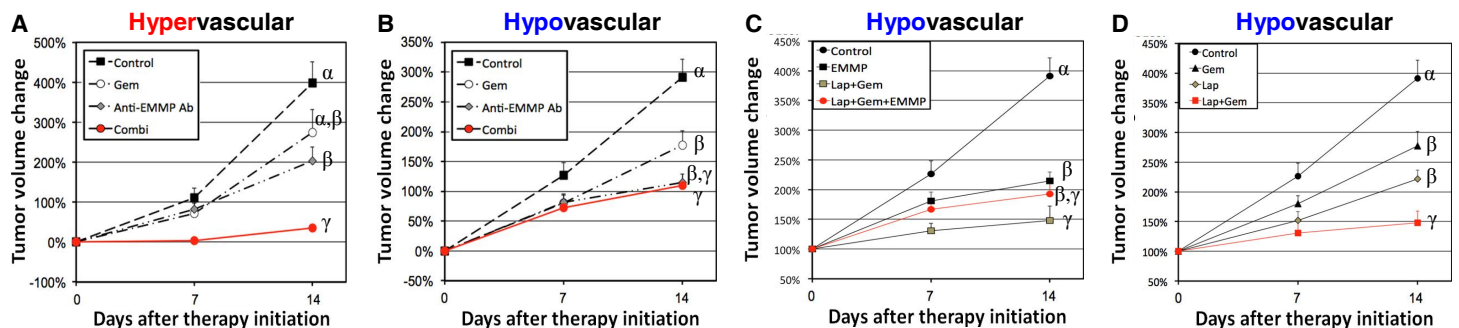 A
Hypervascular
500%
400%
300%
200%
100%
0%
-100%
Tumor volume change
Control
Gem
Anti-EMMP Ab
Combi
α
α,β
β
γ
0
7
14
Days after therapy initiation
B
Hypovascular
350%
300%
250%
200%
150%
100%
50%
0%
-50%
Tumor volume change
Control
Gem
Anti-EMMP Ab
Combi
α
β
β,γ
γ
0
7
14
Days after therapy initiation
C
Hypovascular
450%
400%
350%
300%
250%
200%
150%
100%
50%
Tumor volume change
Control
EMMP
Lap+Gem
Lap+Gem+EMMP
α
β
β,γ
γ
0
7
14
Days after therapy initiation
D
Hypovascular
450%
400%
350%
300%
250%
200%
150%
100%
50%
Tumor volume change
Control
Gem
Lap
Lap+Gem
α
β
β
γ
0
7
14
Days after therapy initiation